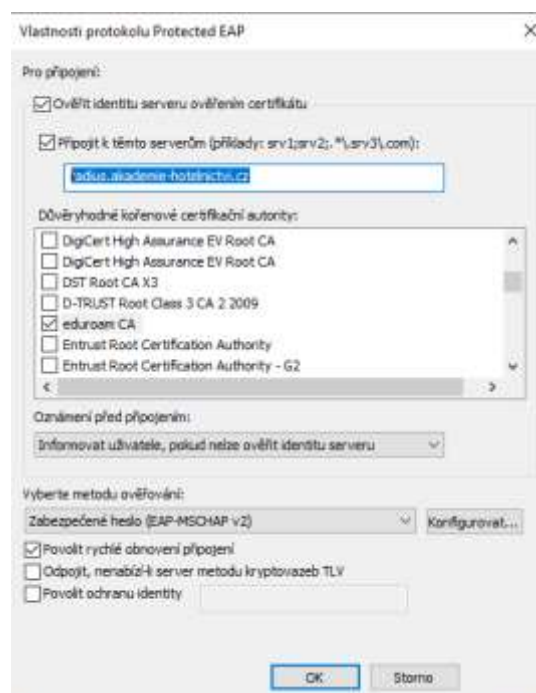 Vlastnosti protokolu Protected EAP
Pro připojení:
Ověřit identitu serveru ověřením certifikátu
Připojit k těmto serverům (příklady: srv1;srv2;.*\.srv3\.com):
radius.akademie-hotelnictvi.cz
Důvěryhodné kořenové certifikační autority:
DigiCert High Assurance EV Root CA
DigiCert High Assurance EV Root CA
DST Root CA X3
D-TRUST Root Class 3 CA 2 2009
eduroam CA
Entrust Root Certification Authority
Entrust Root Certification Authority - G2
Oznámení před připojením:
Informovat uživatele, pokud nelze ověřit identitu serveru
Vyberte metodu ověřování:
Zabezpečené heslo (EAP-MSCHAP v2)
Konfigurovat...
Povolit rychlé obnovení připojení
Odpojit, nenabízí-li server metodu kryptovazeb TLV
Povolit ochranu identity
OK Storno